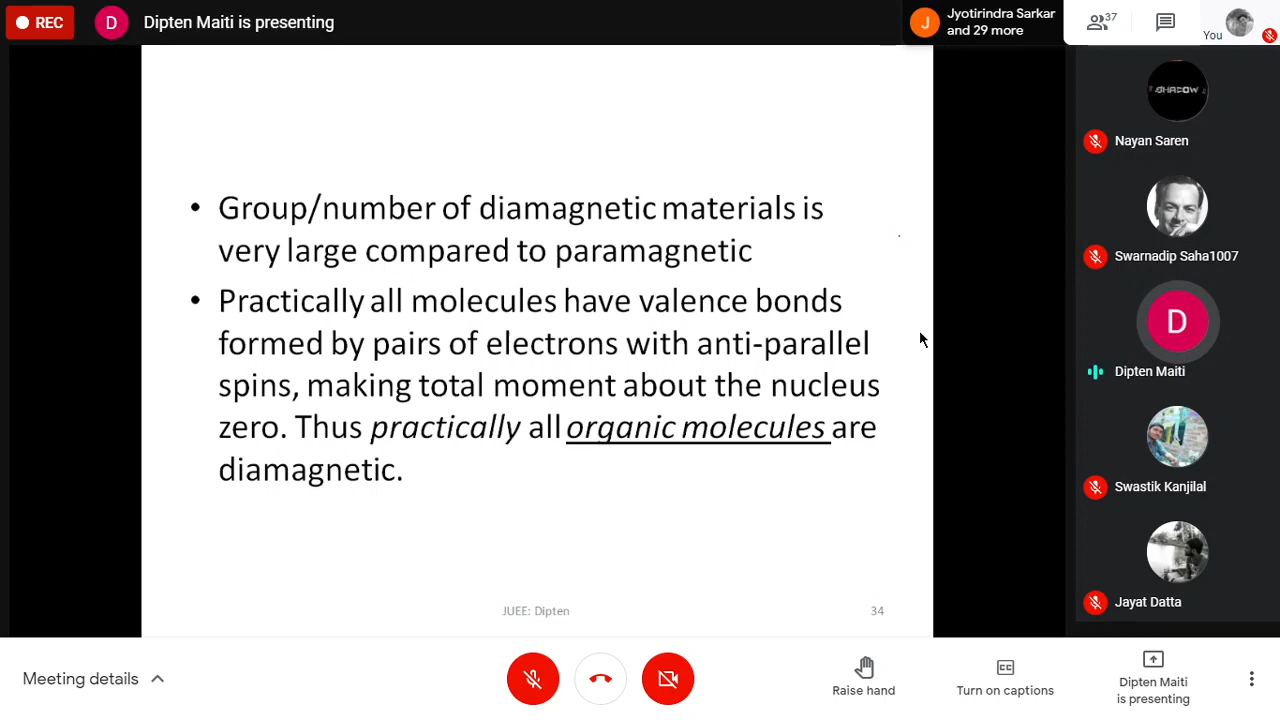 REC
D
Dipten Maiti is presenting
J
Jyotirindra Sarkar
and 29 more
37
You
SHADOW
Nayan Saren
Swarnadip Saha1007
D
Dipten Maiti
Swastik Kanjilal
Jayat Datta
• Group/number of diamagnetic materials is
very large compared to paramagnetic
• Practically all molecules have valence bonds
formed by pairs of electrons with anti-parallel
spins, making total moment about the nucleus
zero. Thus practically all organic molecules are
diamagnetic.
JUEE: Dipten
34
Meeting details
Raise hand
CC
Turn on captions
Dipten Maiti
is presenting